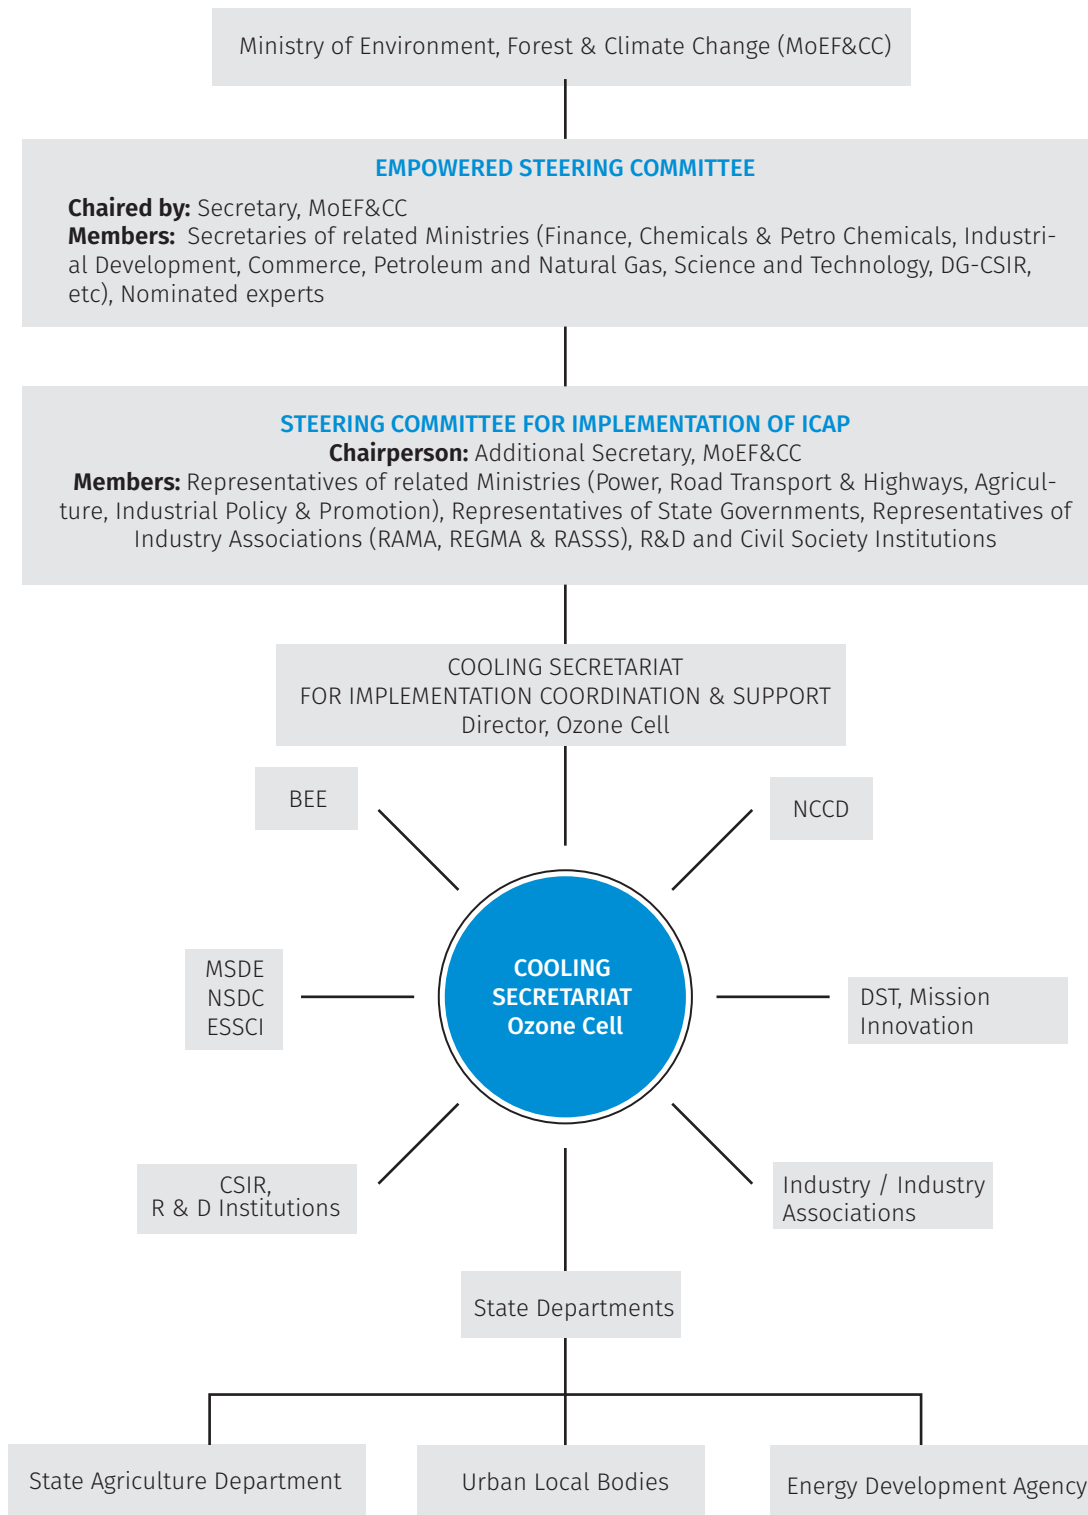 Ministry of Environment, Forest & Climate Change (MoEF&CC)
EMPOWERED STEERING COMMITTEE
Chaired by: Secretary, MoEF&CC
Members: Secretaries of related Ministries (Finance, Chemicals & Petro Chemicals, Industri-
al Development, Commerce, Petroleum and Natural Gas, Science and Technology, DG-CSIR,
etc), Nominated experts
STEERING COMMITTEE FOR IMPLEMENTATION OF ICAP
Chairperson: Additional Secretary, MoEF&CC
Members: Representatives of related Ministries (Power, Road Transport & Highways, Agricul-
ture, Industrial Policy & Promotion), Representatives of State Governments, Representatives of
Industry Associations (RAMA, REGMA & RASSS), R&D and Civil Society Institutions
COOLING SECRETARIAT
FOR IMPLEMENTATION COORDINATION & SUPPORT
Director, Ozone Cell
BEE
NCCD
MSDE
NSDC
ESSCI
COOLING
SECRETARIAT
Ozone Cell
DST, Mission
Innovation
CSIR,
R & D Institutions
Industry / Industry
Associations
State Departments
State Agriculture Department
Urban Local Bodies
Energy Development Agency